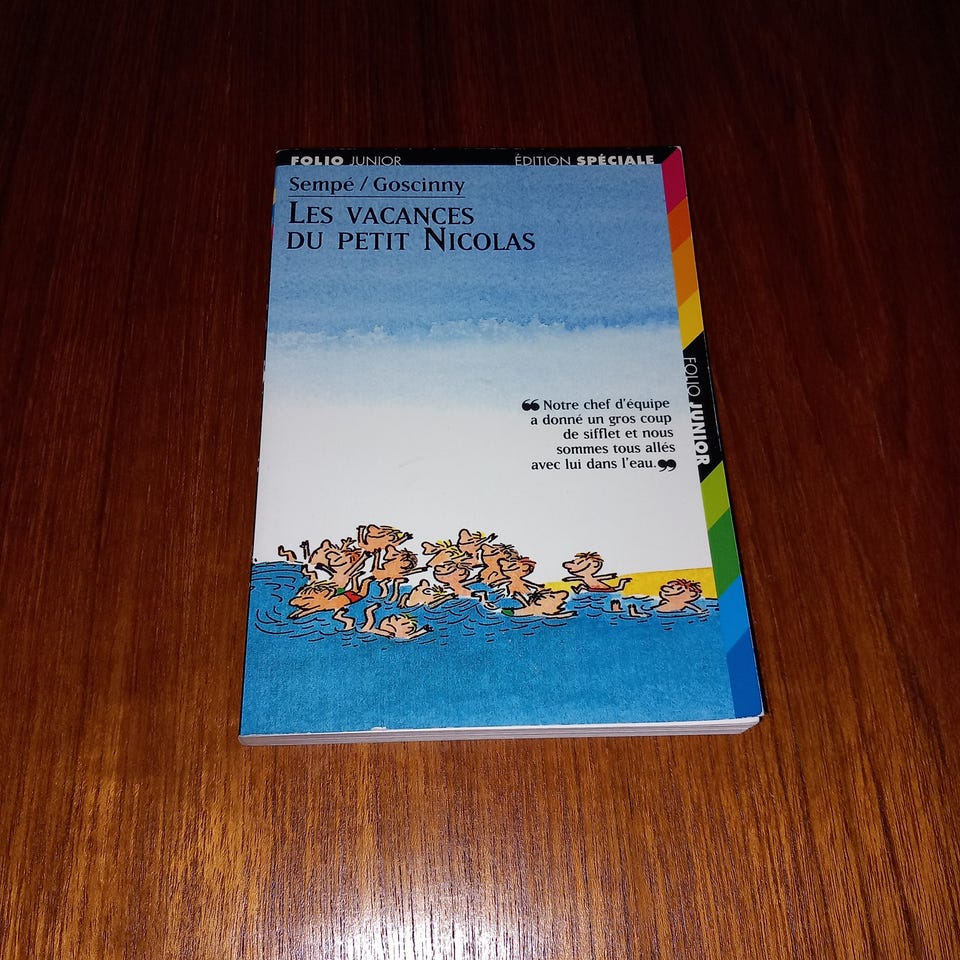 FOLIO JUNIOR ÉDITION SPÉCIALE
Sempé / Goscinny
LES VACANCES
DU PETIT NICOLAS
❝ Notre chef d'équipe
a donné un gros coup
de sifflet et nous
sommes tous allés
avec lui dans l'eau.❞
FOLIO JUNIOR